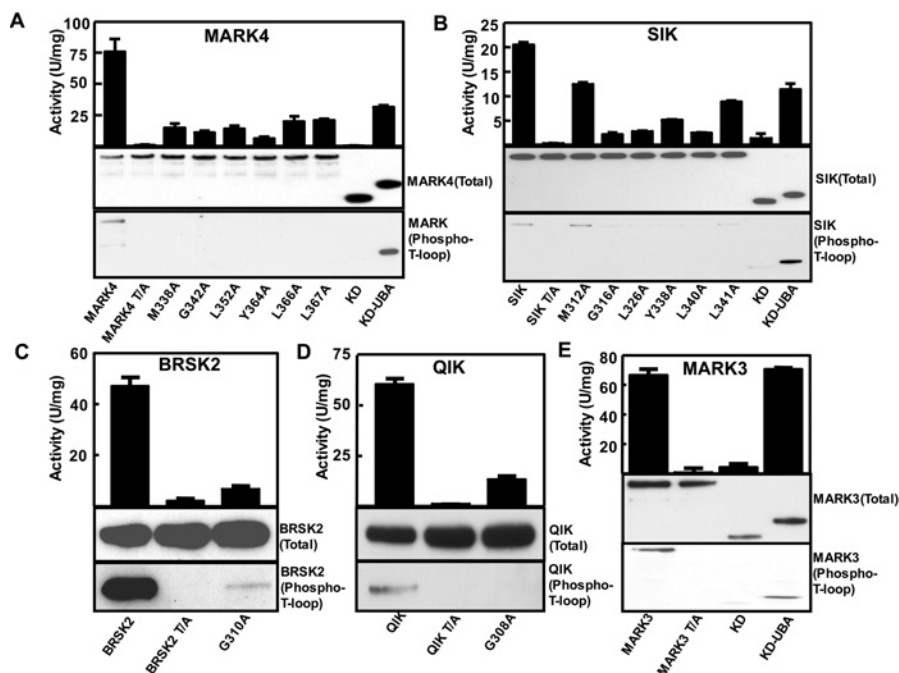 A
MARK4
Activity (U/mg)
100
75
50
25
MARK4(Total)
MARK
(Phospho-
T-loop)
MARK4
MARK4 T/A
M338A
G342A
L352A
Y364A
L366A
L367A
KD
KD-UBA
B
SIK
Activity (U/mg)
25
20
15
10
5
SIK(Total)
SIK
(Phospho-
T-loop)
SIK
SIK T/A
M312A
G316A
L326A
Y338A
L340A
L341A
KD
KD-UBA
C
BRSK2
Activity (U/mg)
60
40
20
BRSK2
(Total)
BRSK2
(Phospho-
T-loop)
BRSK2
BRSK2 T/A
G310A
D
QIK
Activity (U/mg)
75
50
25
QIK
(Total)
QIK
(Phospho-
T-loop)
QIK
QIK T/A
G308A
E
MARK3
Activity (U/mg)
80
60
40
20
MARK3(Total)
MARK3
(Phospho-
T-loop)
MARK3
MARK3 T/A
KD
KD-UBA